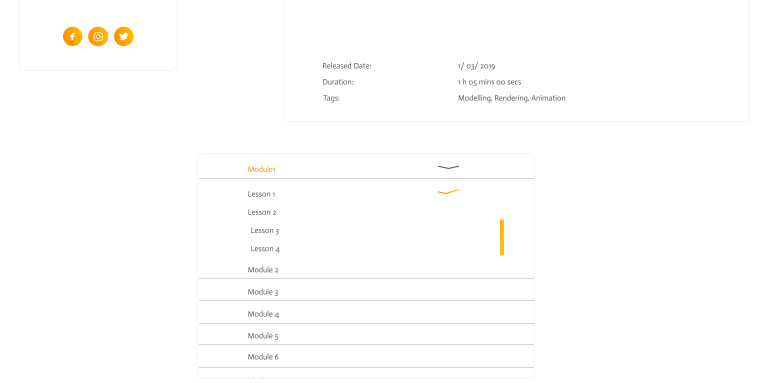 Released Date: 1/ 03/ 2019
Duration: 1 h 05 mins 00 secs
Tags: Modelling, Rendering, Animation
Module1
Lesson 1
Lesson 2
Lesson 3
Lesson 4
Module 2
Module 3
Module 4
Module 5
Module 6